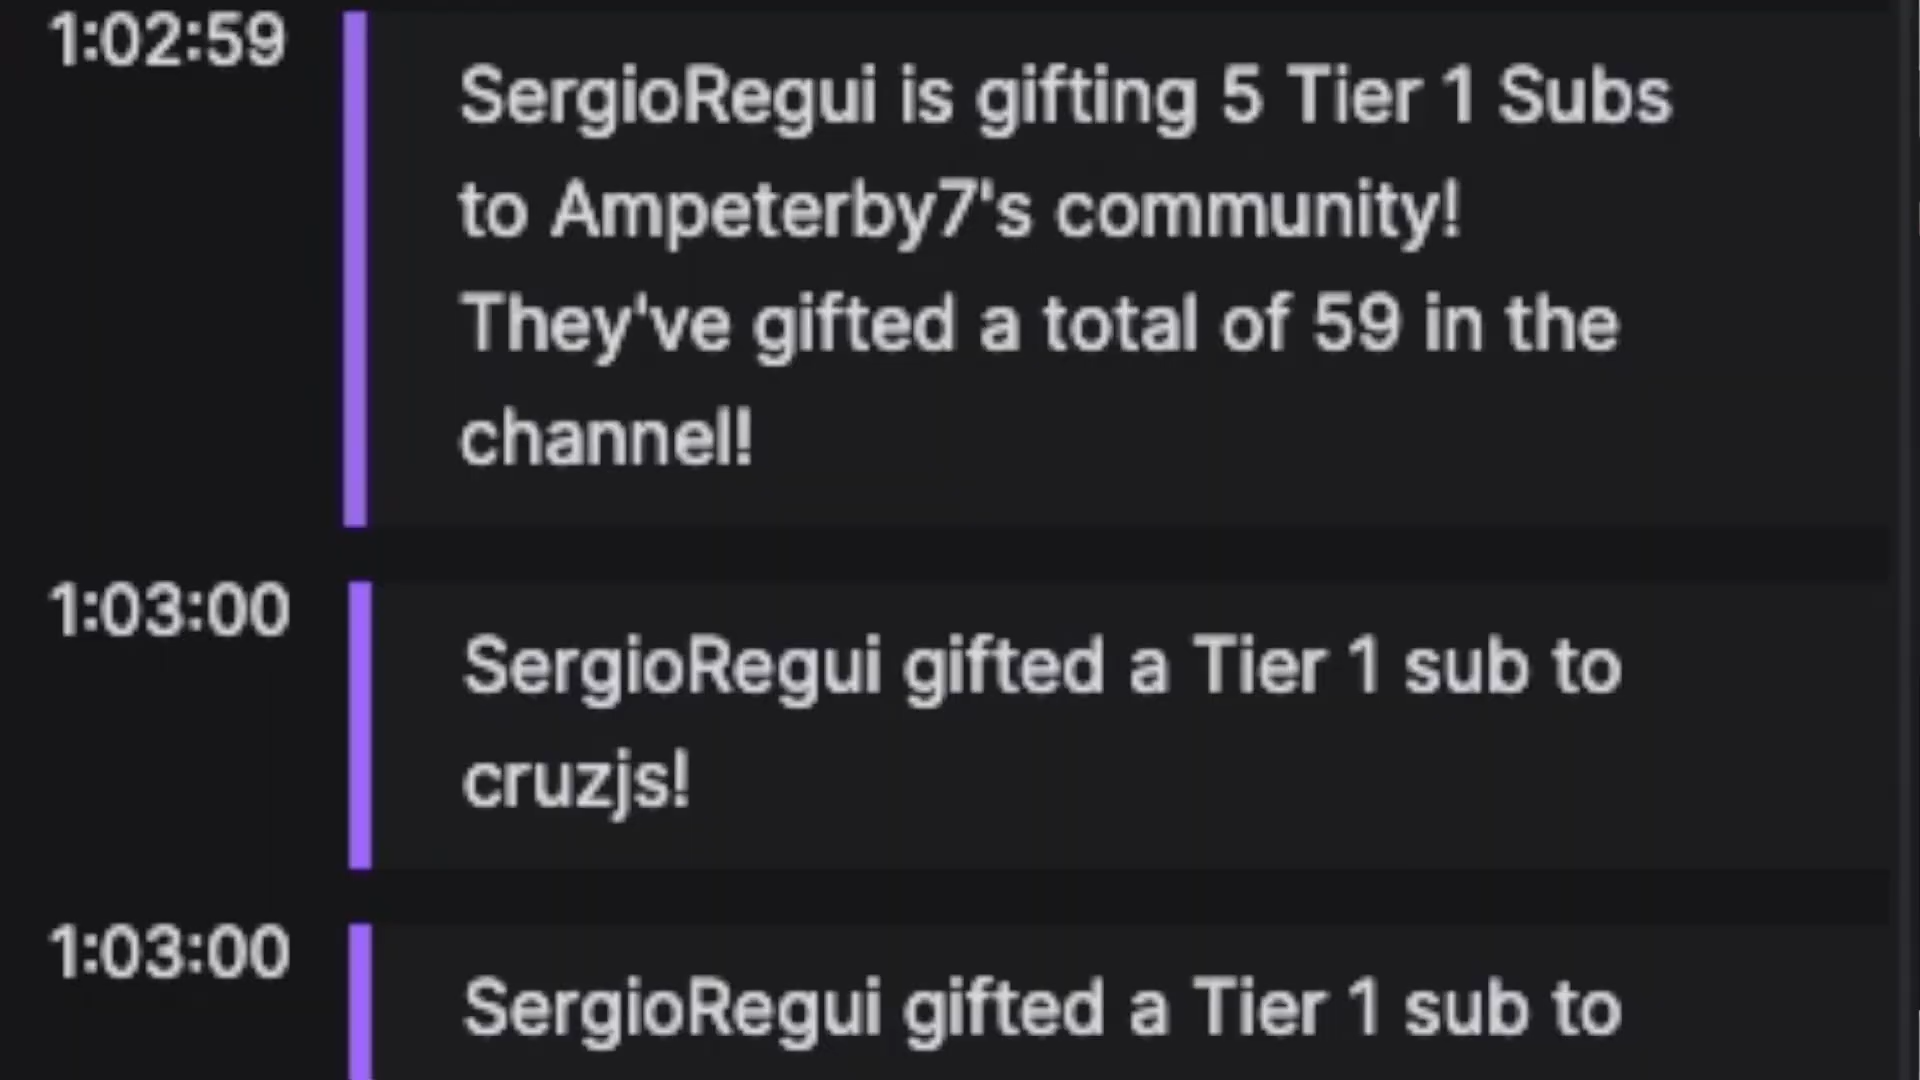 1:02:59
SergioRegui is gifting 5 Tier 1 Subs
to Ampeterby7's community!
They've gifted a total of 59 in the
channel!
1:03:00
SergioRegui gifted a Tier 1 sub to
cruzjs!
1:03:00
SergioRegui gifted a Tier 1 sub to